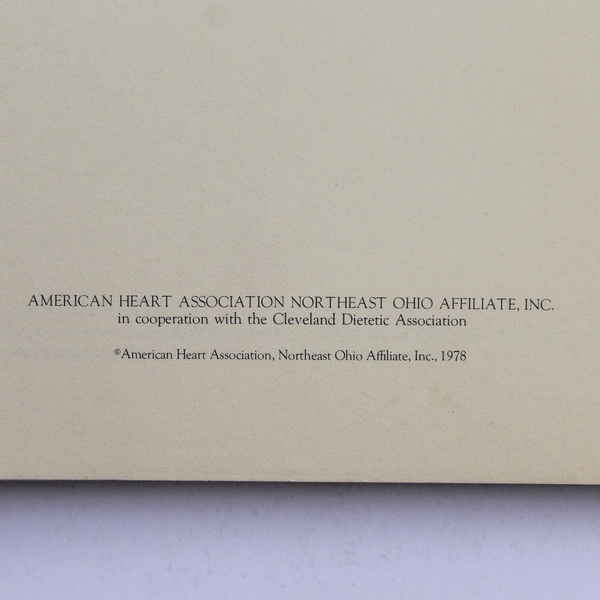 AMERICAN HEART ASSOCIATION NORTHEAST OHIO AFFILIATE, INC.
in cooperation with the Cleveland Dietetic Association
©American Heart Association, Northeast Ohio Affiliate, Inc., 1978